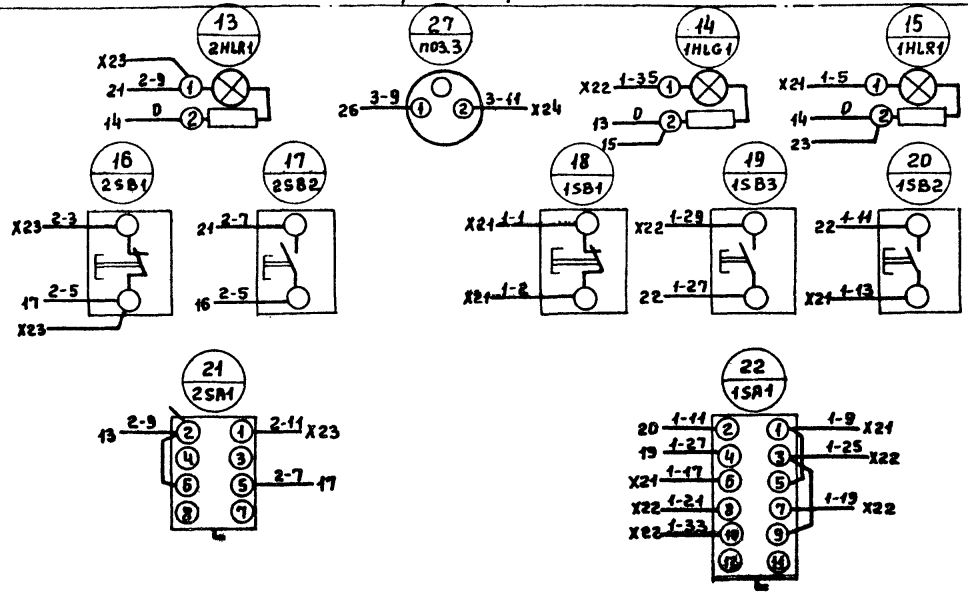 13
2HLR1
X23
21 2-9 1
14 0 2
27
поз.3
26 3-9 1 2 3-11 X24
14
1HLG1
X22 1-35 1
13 0 2
15
15
1HLR1
X21 1-5 1
14 0 2
23
16
2SB1
X23 2-3
17 2-5
X23
17
2SB2
21 2-7
16 2-5
18
1SB1
X21 1-1
X21 1-2
19
1SB3
X22 1-29
22 1-27
20
1SB2
22 1-11
X21 1-13
21
2SA1
13 2-9 2 1 2-11 X23
4 3
6 5 2-7 17
8 7
22
1SA1
20 1-11 2 1 1-9 X21
19 1-27 4 3 1-25 X22
X21 1-17 6 5
X22 1-21 8 7 1-19 X22
X22 1-33 10 9
12 11